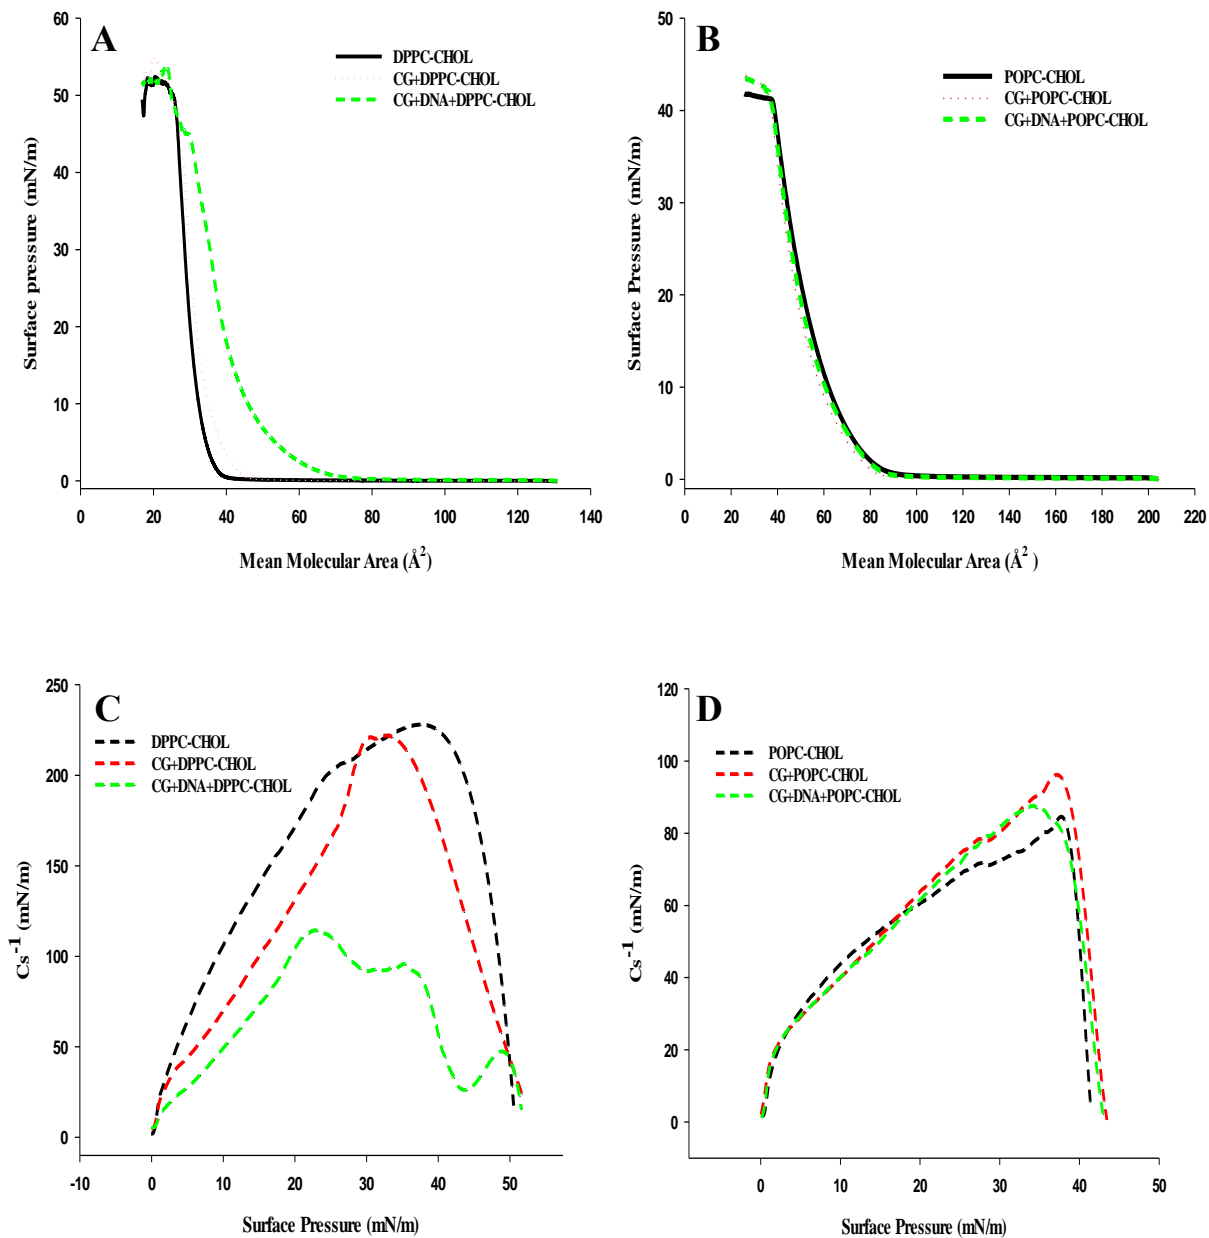 A
60
50
40
30
20
10
0
Surface pressure (mN/m)
DPPC-CHOL
CG+DPPC-CHOL
CG+DNA+DPPC-CHOL
0 20 40 60 80 100 120 140
Mean Molecular Area (Å2)
B
50
40
30
20
10
0
Surface Pressure (mN/m)
POPC-CHOL
CG+POPC-CHOL
CG+DNA+POPC-CHOL
0 20 40 60 80 100 120 140 160 180 200 220
Mean Molecular Area (Å2 )
C
250
200
150
100
50
0
Cs-1 (mN/m)
DPPC-CHOL
CG+DPPC-CHOL
CG+DNA+DPPC-CHOL
-10 0 10 20 30 40 50
Surface Pressure (mN/m)
D
120
100
80
60
40
20
0
Cs-1 (mN/m)
POPC-CHOL
CG+POPC-CHOL
CG+DNA+POPC-CHOL
0 10 20 30 40 50
Surface Pressure (mN/m)